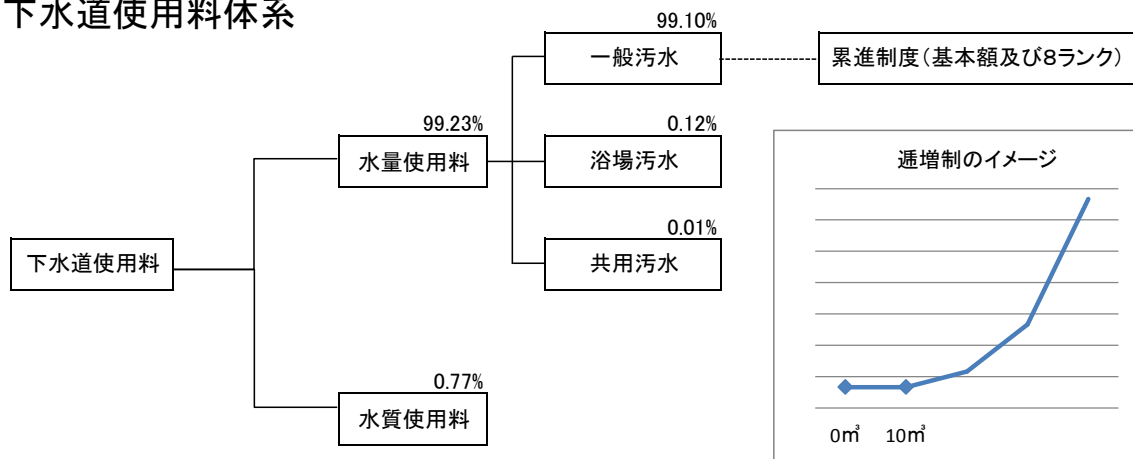 下水道使用料体系
99.10%
一般汚水
累進制度(基本額及び8ランク)
99.23%
水量使用料
0.12%
浴場汚水
0.01%
共用汚水
下水道使用料
0.77%
水質使用料
逓増制のイメージ
0㎥ 10㎥